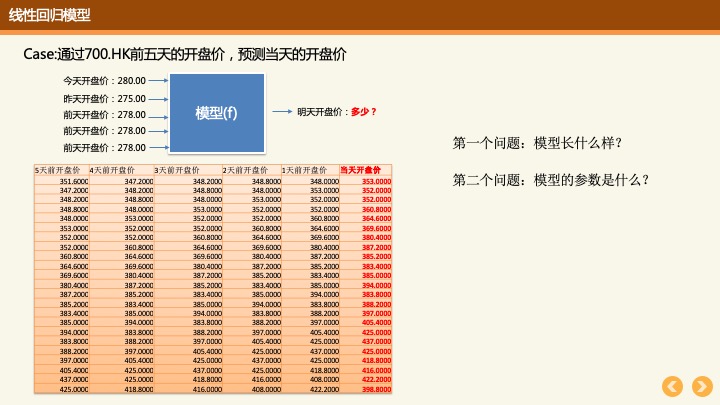 线性回归模型
Case:通过700.HK前五天的开盘价，预测当天的开盘价
今天开盘价：280.00
昨天开盘价：275.00
前天开盘价：278.00
前天开盘价：278.00
前天开盘价：278.00
模型(f)
明天开盘价：多少？
第一个问题：模型长什么样？
第二个问题：模型的参数是什么？
5天前开盘价 4天前开盘价 3天前开盘价 2天前开盘价 1天前开盘价 当天开盘价
351.6000 347.2000 348.2000 348.8000 348.0000 353.0000
347.2000 348.2000 348.8000 348.0000 353.0000 352.0000
348.2000 348.8000 348.0000 353.0000 352.0000 352.0000
348.8000 348.0000 353.0000 352.0000 352.0000 360.8000
348.0000 353.0000 352.0000 352.0000 360.8000 364.6000
353.0000 352.0000 352.0000 360.8000 364.6000 369.6000
352.0000 352.0000 360.8000 364.6000 369.6000 380.4000
352.0000 360.8000 364.6000 369.6000 380.4000 387.2000
360.8000 364.6000 369.6000 380.4000 387.2000 385.2000
364.6000 369.6000 380.4000 387.2000 385.2000 383.4000
369.6000 380.4000 387.2000 385.2000 383.4000 385.0000
380.4000 387.2000 385.2000 383.4000 385.0000 394.0000
387.2000 385.2000 383.4000 385.0000 394.0000 383.8000
385.2000 383.4000 385.0000 394.0000 383.8000 388.2000
383.4000 385.0000 394.0000 383.8000 388.2000 397.0000
385.0000 394.0000 383.8000 388.2000 397.0000 405.4000
394.0000 383.8000 388.2000 397.0000 405.4000 425.0000
383.8000 388.2000 397.0000 405.4000 425.0000 437.0000
388.2000 397.0000 405.4000 425.0000 437.0000 425.0000
397.0000 405.4000 425.0000 437.0000 425.0000 418.8000
405.4000 425.0000 437.0000 425.0000 418.8000 416.0000
437.0000 425.0000 418.8000 416.0000 408.0000 422.2000
425.0000 418.8000 416.0000 408.0000 422.2000 398.8000